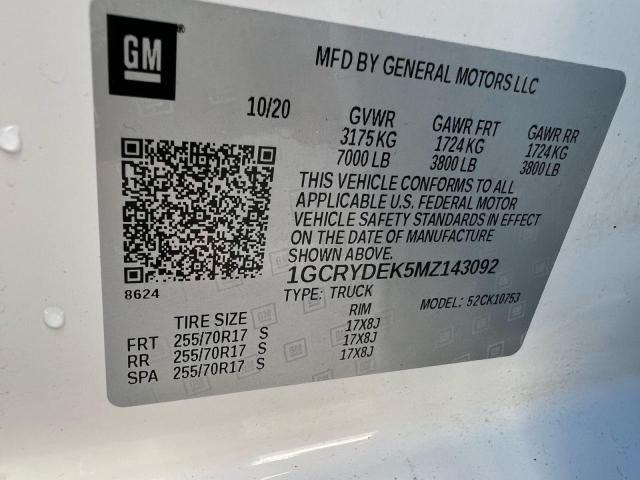 GM
MFD BY GENERAL MOTORS LLC
10/20
GVWR
3175 KG
7000 LB
GAWR FRT
1724 KG
3800 LB
GAWR RR
1724 KG
3800 LB
THIS VEHICLE CONFORMS TO ALL
APPLICABLE U.S. FEDERAL MOTOR
VEHICLE SAFETY STANDARDS IN EFFECT
ON THE DATE OF MANUFACTURE
SHOWN ABOVE.
8624
1GCRYDEK5MZ143092
TYPE: TRUCK
MODEL: 52CK10753
TIRE SIZE RIM
FRT 255/70R17 S 17X8J
RR 255/70R17 S 17X8J
SPA 255/70R17 S 17X8J